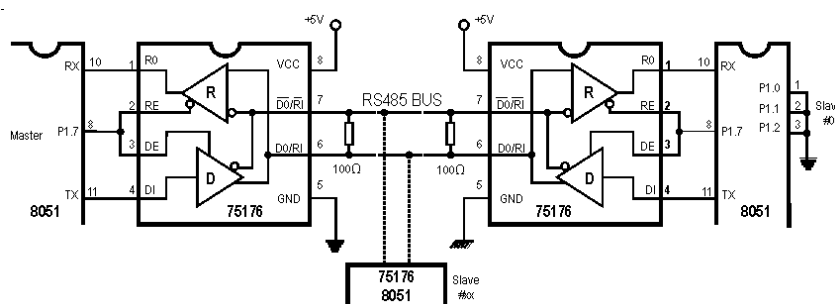 +5V
+5V
RX
10
1
R0
VCC
8
8
VCC
R0
1
10
RX
R
R
P1.0
1
RE
2
D0/RI
7
RS485 BUS
7
D0/RI
RE
2
P1.1
2
Slav
#0
Master
P1.7
8
8
P1.7
P1.2
3
DE
3
D0/RI
6
6
D0/RI
DE
3
100Ω
100Ω
D
D
TX
11
4
DI
GND
5
5
GND
DI
4
11
TX
8051
75176
75176
8051
75176
8051
Slave
#xx